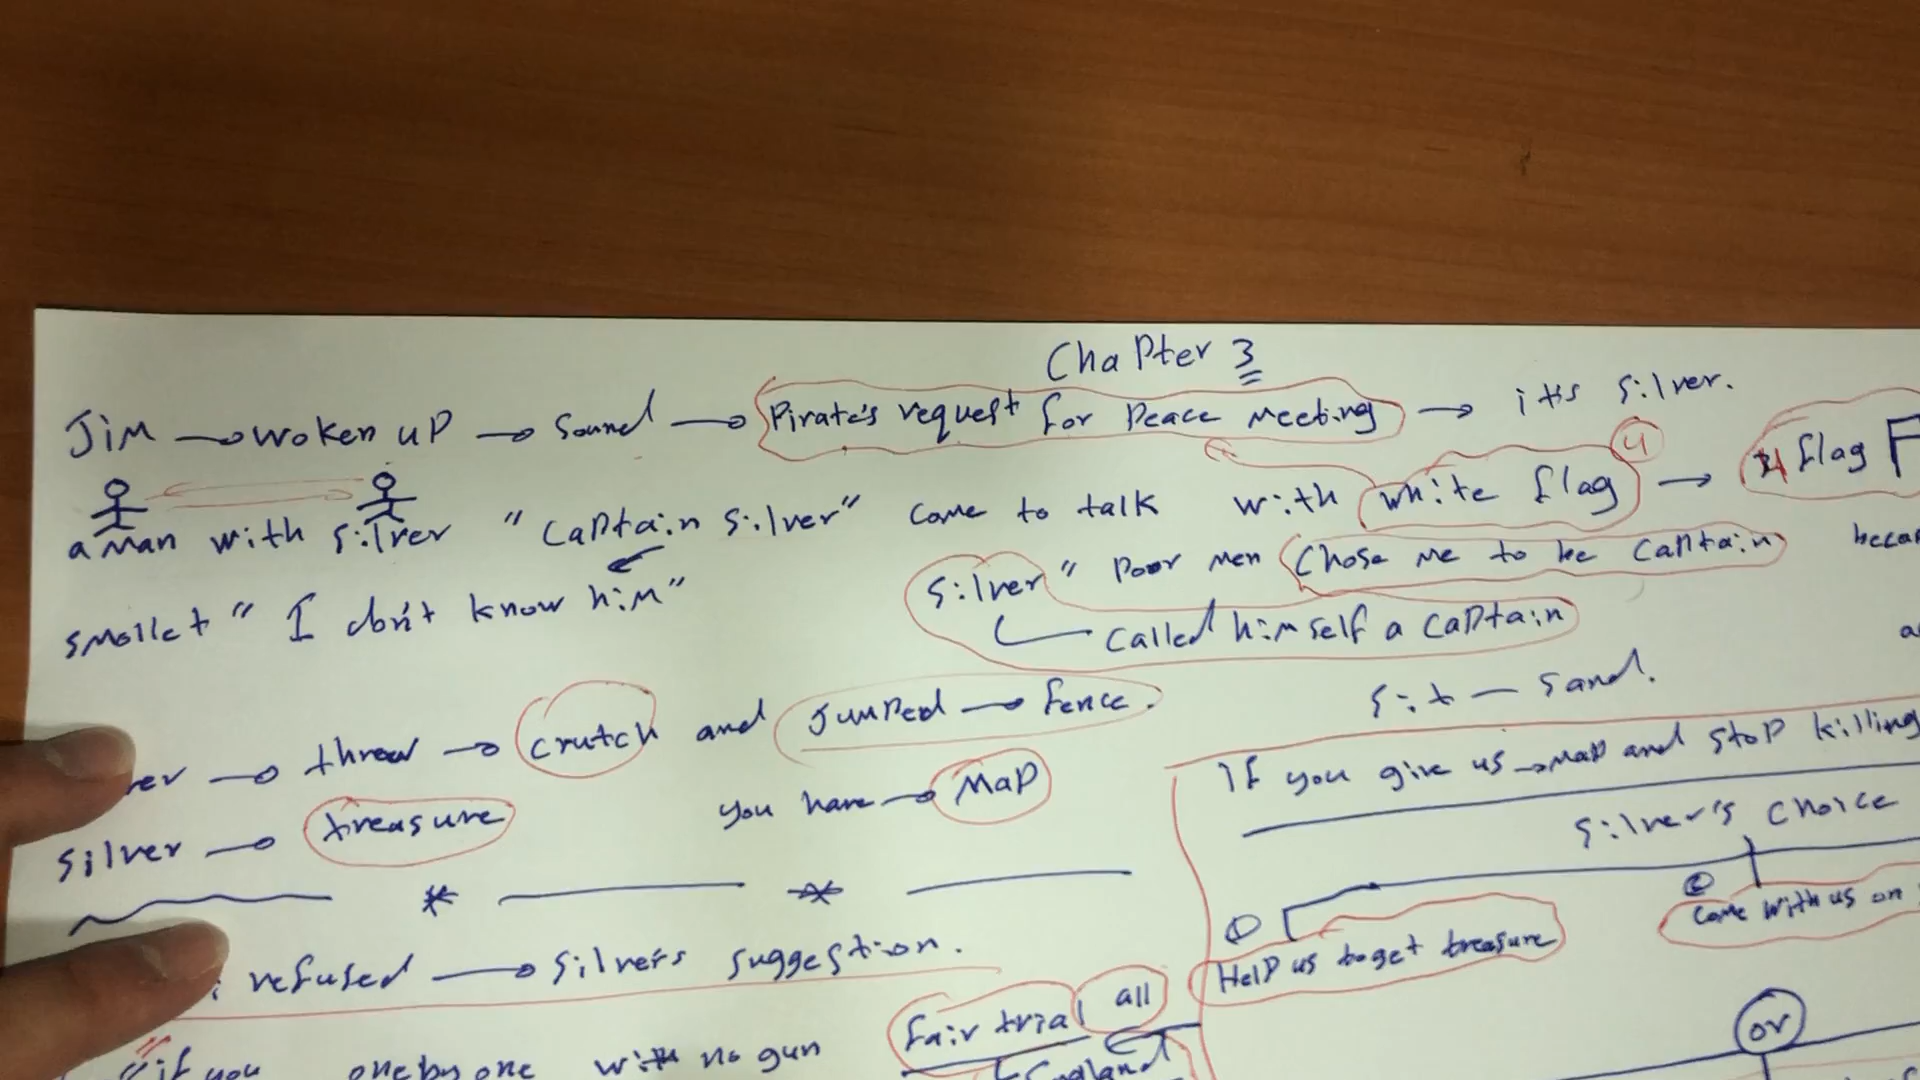 Chapter 3
Jim → woken up → Sound → Pirate's request for Peace Meeting → it's silver.
a man with silver "Captain silver" come to talk with white flag → 4 flag
4
smollet " I don't know him"
silver " Poor men chose me to be captain
called himself a captain
threw → crutch and Jumped → fence.
sit — sand.
silver → treasure
you have → map
If you give us → map and stop killing
silver's choice
① Help us to get treasure
② Come with us on
or
refused → silver's suggestion.
"if you one by one with no gun fair trial all
England